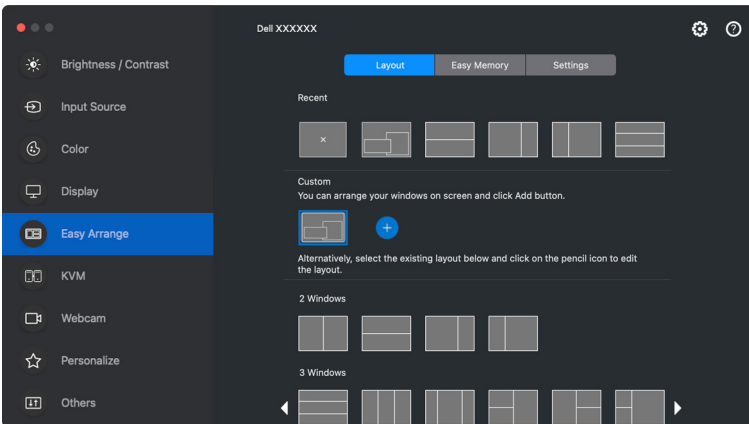 Dell XXXXXX
Brightness / Contrast
Input Source
Color
Display
Easy Arrange
KVM
Webcam
Personalize
Others
Layout
Easy Memory
Settings
Recent
Custom
You can arrange your windows on screen and click Add button.
Alternatively, select the existing layout below and click on the pencil icon to edit
the layout.
2 Windows
3 Windows